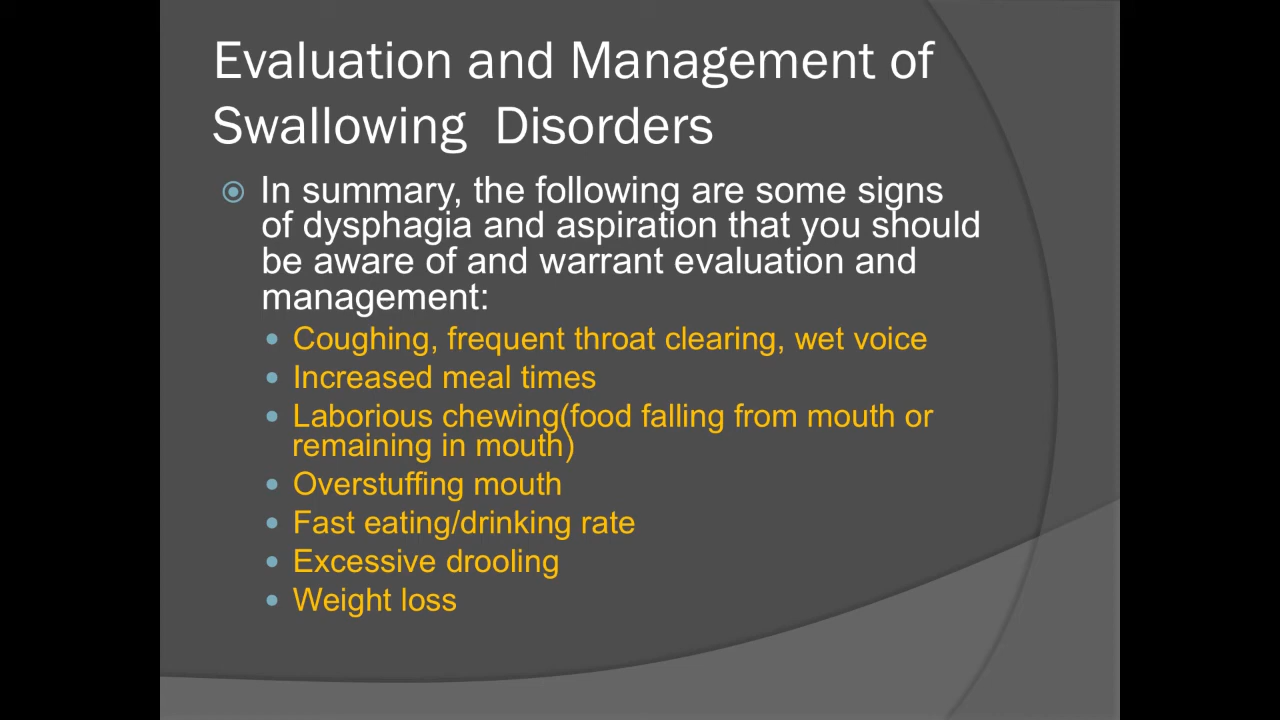 Evaluation and Management of
Swallowing Disorders
In summary, the following are some signs
of dysphagia and aspiration that you should
be aware of and warrant evaluation and
management:
Coughing, frequent throat clearing, wet voice
Increased meal times
Laborious chewing(food falling from mouth or
remaining in mouth)
Overstuffing mouth
Fast eating/drinking rate
Excessive drooling
Weight loss